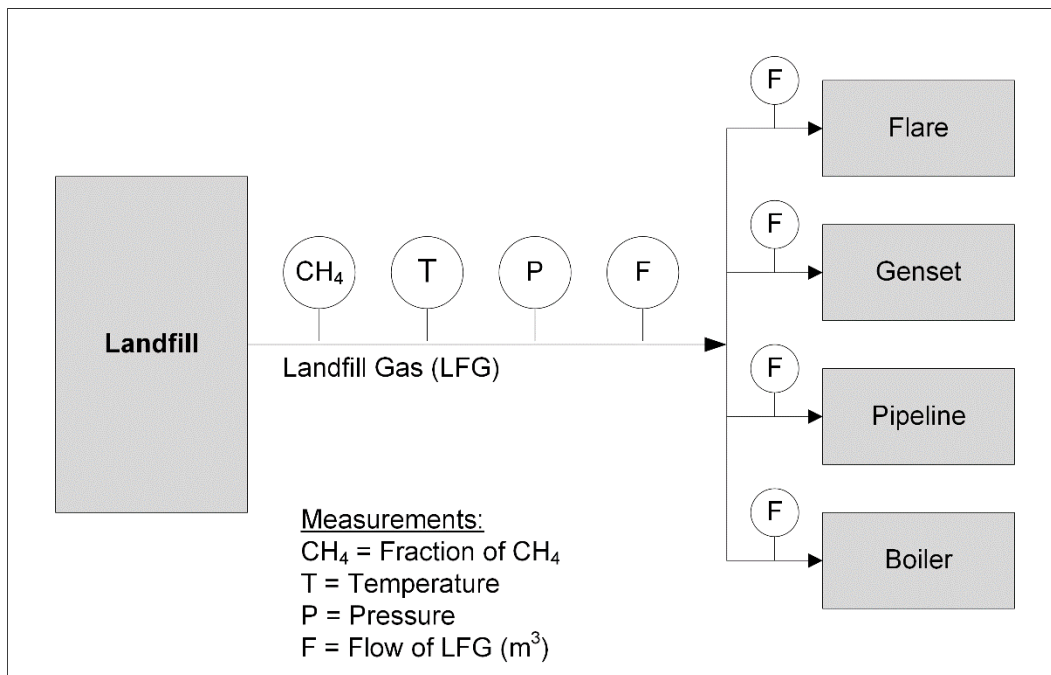 F
Flare
F
Genset
CH₄ T P F
Landfill
Landfill Gas (LFG)
F
Pipeline
F
Boiler
Measurements:
CH₄ = Fraction of CH₄
T = Temperature
P = Pressure
F = Flow of LFG (m³)